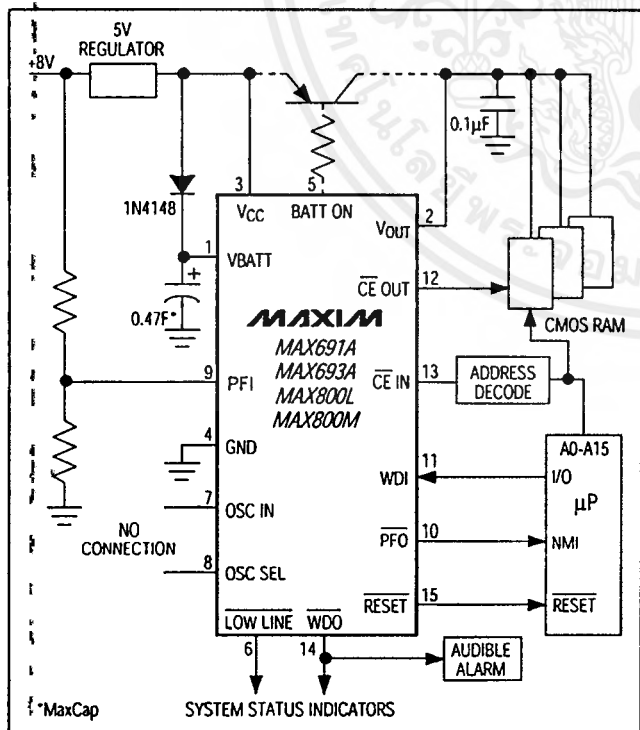 5V
REGULATOR
+8V
0.1µF
3
5
1N4148
VCC
BATT ON
2
VOUT
1
VBATT
+
12
CE OUT
0.47F*
MAXIM
CMOS RAM
MAX691A
MAX693A
MAX800L
MAX800M
9
PFI
13
CE IN
ADDRESS
DECODE
4
GND
A0-A15
11
WDI
I/O
µP
7
OSC IN
NO
CONNECTION
10
PFO
NMI
8
OSC SEL
15
RESET
RESET
LOW LINE
WDO
6
14
AUDIBLE
ALARM
*MaxCap
SYSTEM STATUS INDICATORS